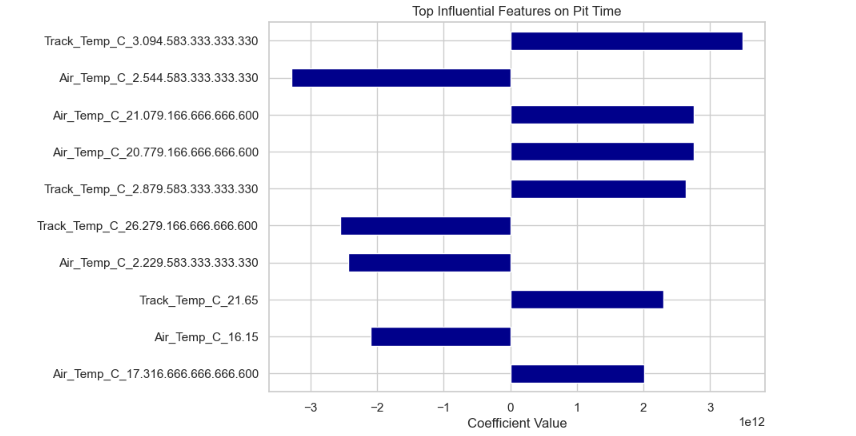 Top Influential Features on Pit Time
Track_Temp_C_3.094.583.333.333.330
Air_Temp_C_2.544.583.333.333.330
Air_Temp_C_21.079.166.666.666.600
Air_Temp_C_20.779.166.666.666.600
Track_Temp_C_2.879.583.333.333.330
Track_Temp_C_26.279.166.666.666.600
Air_Temp_C_2.229.583.333.333.330
Track_Temp_C_21.65
Air_Temp_C_16.15
Air_Temp_C_17.316.666.666.666.600
−3 −2 −1 0 1 2 3
1e12
Coefficient Value